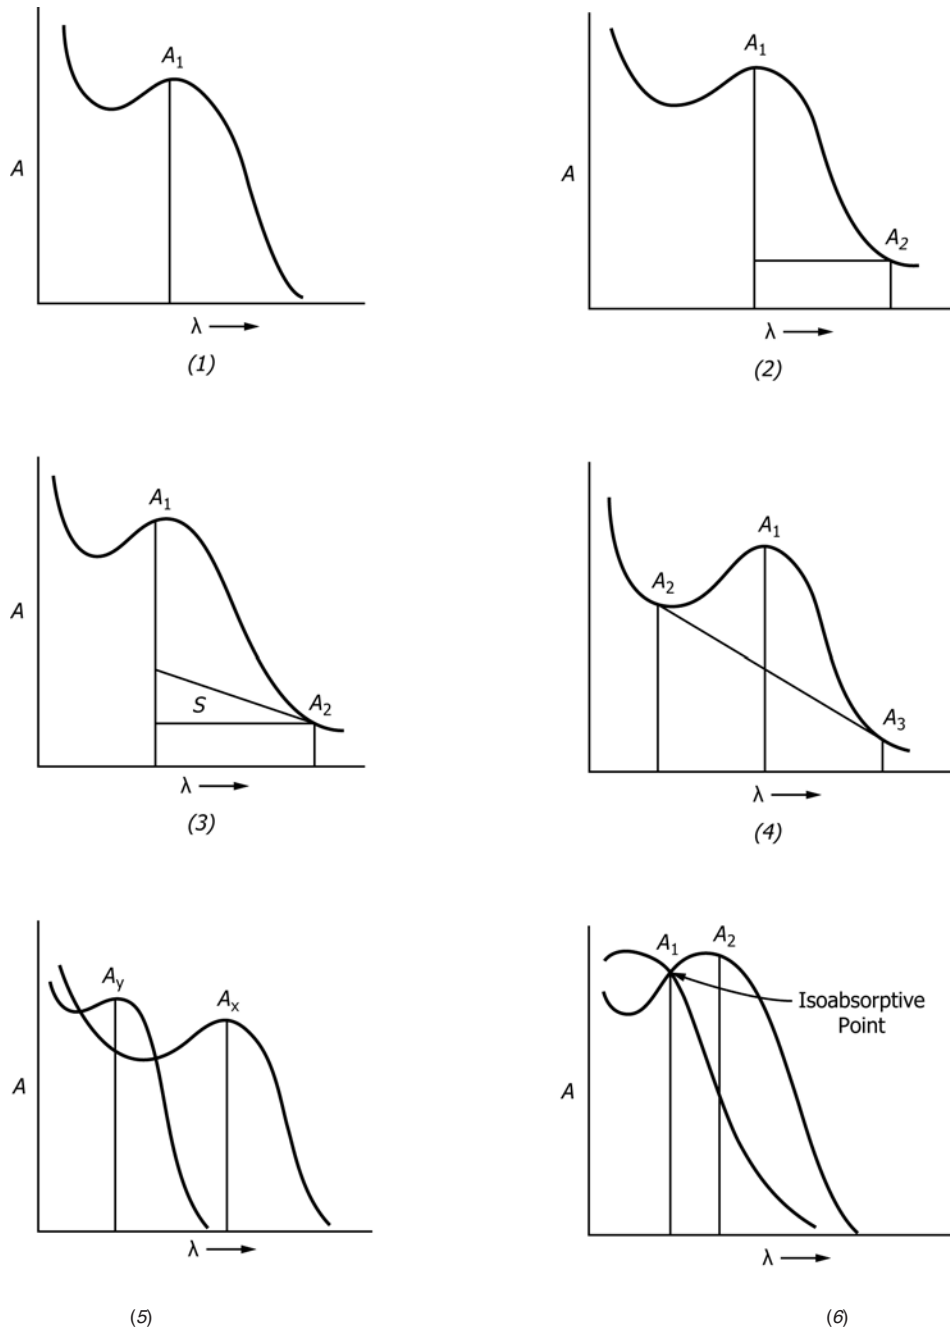 A₁
A
λ
(1)
A₁
A
A₂
λ
(2)
A₁
A
S
A₂
λ
(3)
A₁
A₂
A
A₃
λ
(4)
Aᵧ
Aₓ
A
λ
(5)
A₁
A₂
Isoabsorptive
Point
A
λ
(6)